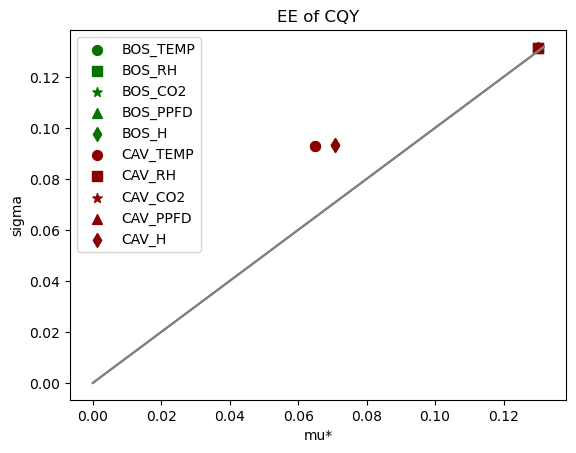 EE of CQY
BOS_TEMP
BOS_RH
BOS_CO2
BOS_PPFD
BOS_H
CAV_TEMP
CAV_RH
CAV_CO2
CAV_PPFD
CAV_H
sigma
0.12
0.10
0.08
0.06
0.04
0.02
0.00
0.00 0.02 0.04 0.06 0.08 0.10 0.12
mu*